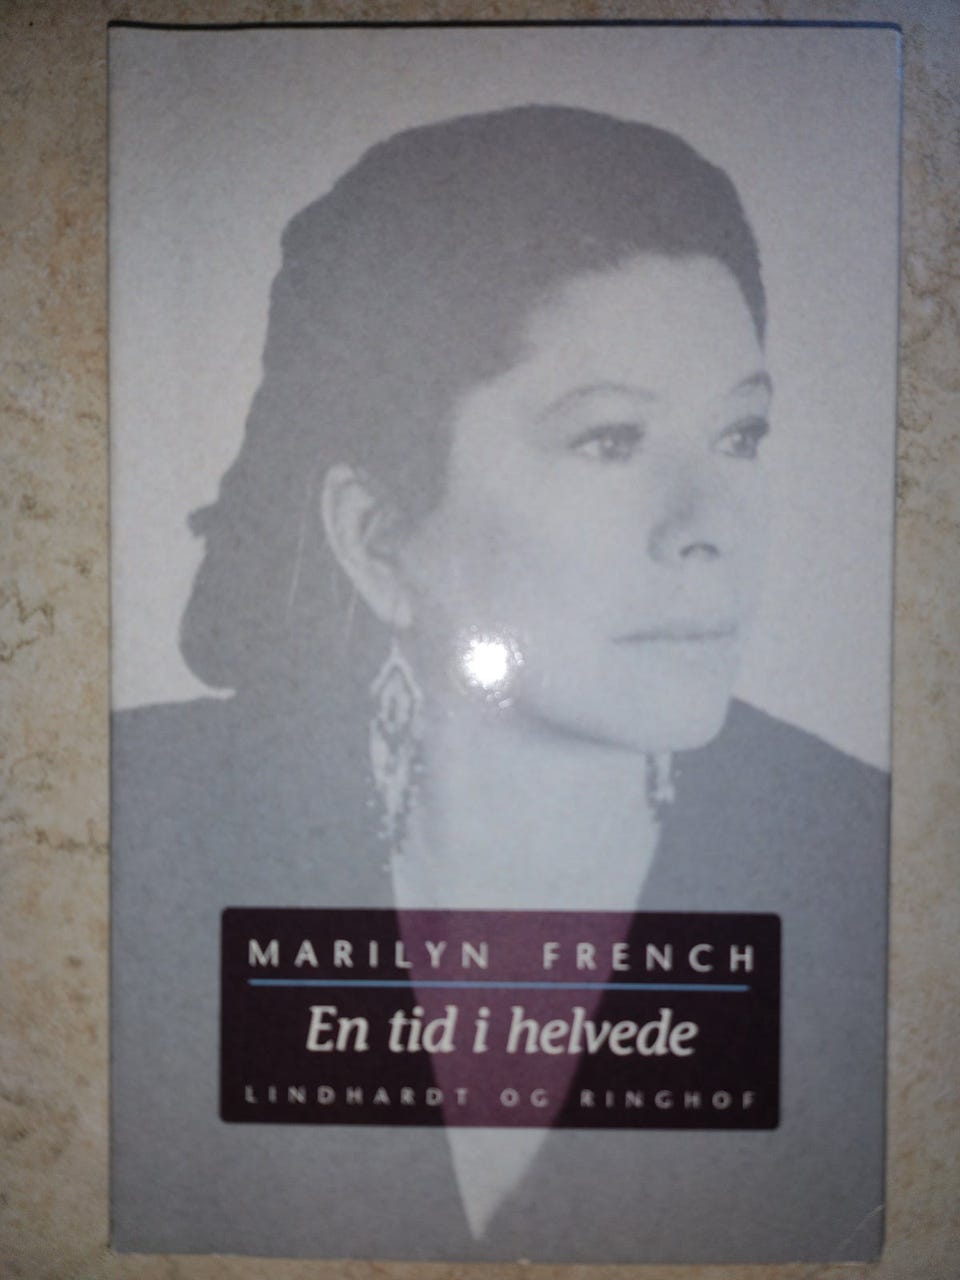 MARILYN FRENCH
En tid i helvede
LINDHARDT OG RINGHOF